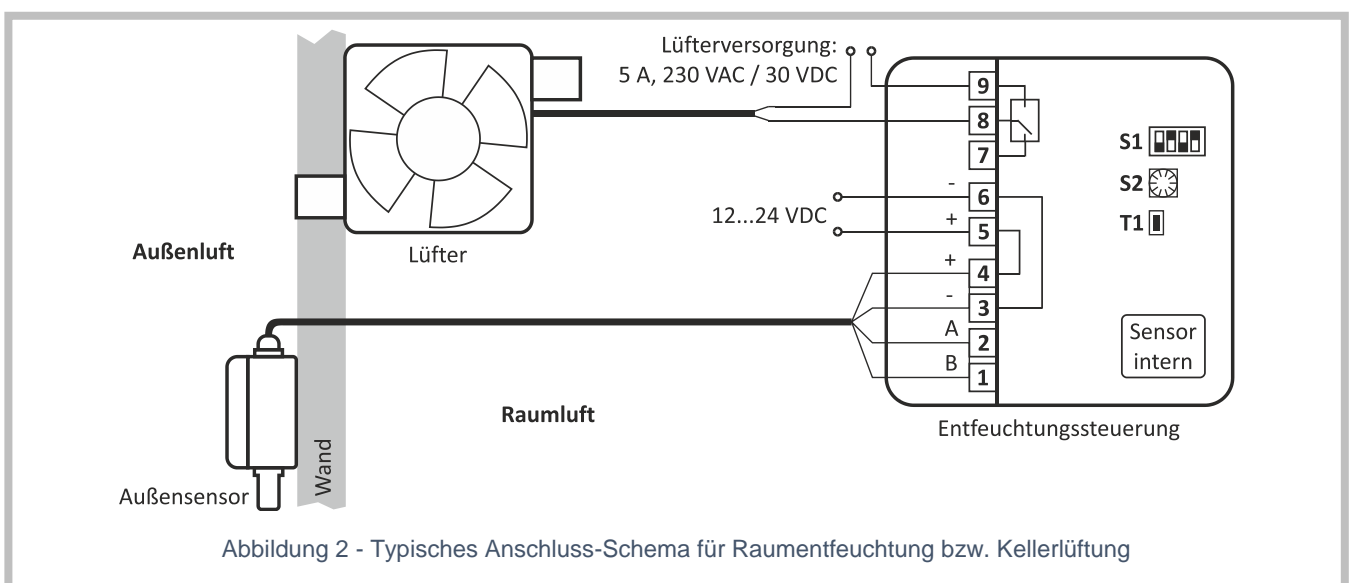 Lüfterversorgung:
5 A, 230 VAC / 30 VDC
9
8
7
S1
S2
T1
-
6
12...24 VDC
+
5
+
4
-
3
A
2
B
1
Sensor
intern
Außenluft
Lüfter
Raumluft
Entfeuchtungssteuerung
Wand
Außensensor
Abbildung 2 - Typisches Anschluss-Schema für Raumentfeuchtung bzw. Kellerlüftung